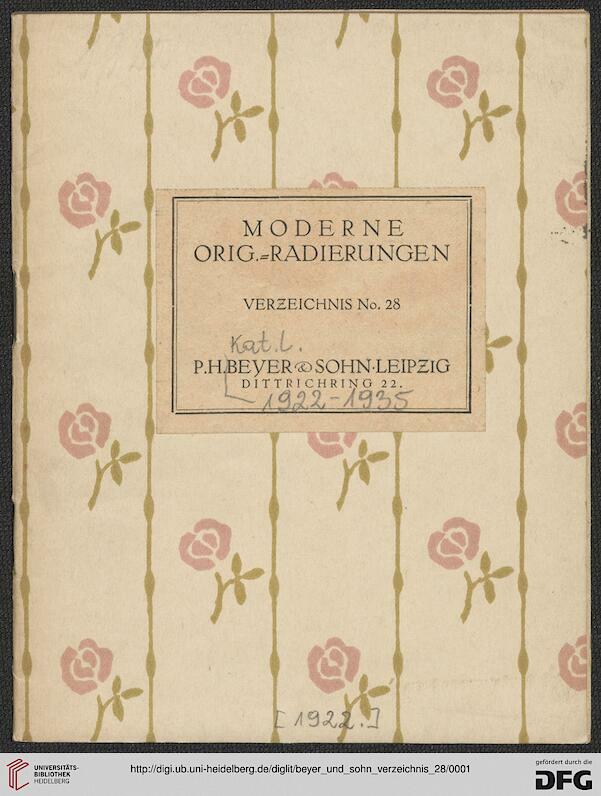 MODERNE
ORIG.=RADIERUNGEN
VERZEICHNIS No. 28
Kat. L.
P.H.BEYER & SOHN·LEIPZIG
DITTRICHRING 22.
1922-1935
[1922.]
UNIVERSITÄTS-
BIBLIOTHEK
HEIDELBERG
http://digi.ub.uni-heidelberg.de/diglit/beyer_und_sohn_verzeichnis_28/0001
gefördert durch die
DFG